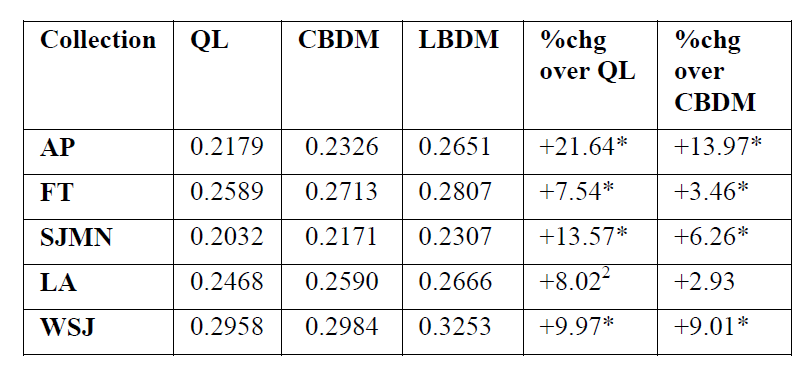 Collection QL CBDM LBDM %chg over QL %chg over CBDM
AP 0.2179 0.2326 0.2651 +21.64* +13.97*
FT 0.2589 0.2713 0.2807 +7.54* +3.46*
SJMN 0.2032 0.2171 0.2307 +13.57* +6.26*
LA 0.2468 0.2590 0.2666 +8.02² +2.93
WSJ 0.2958 0.2984 0.3253 +9.97* +9.01*